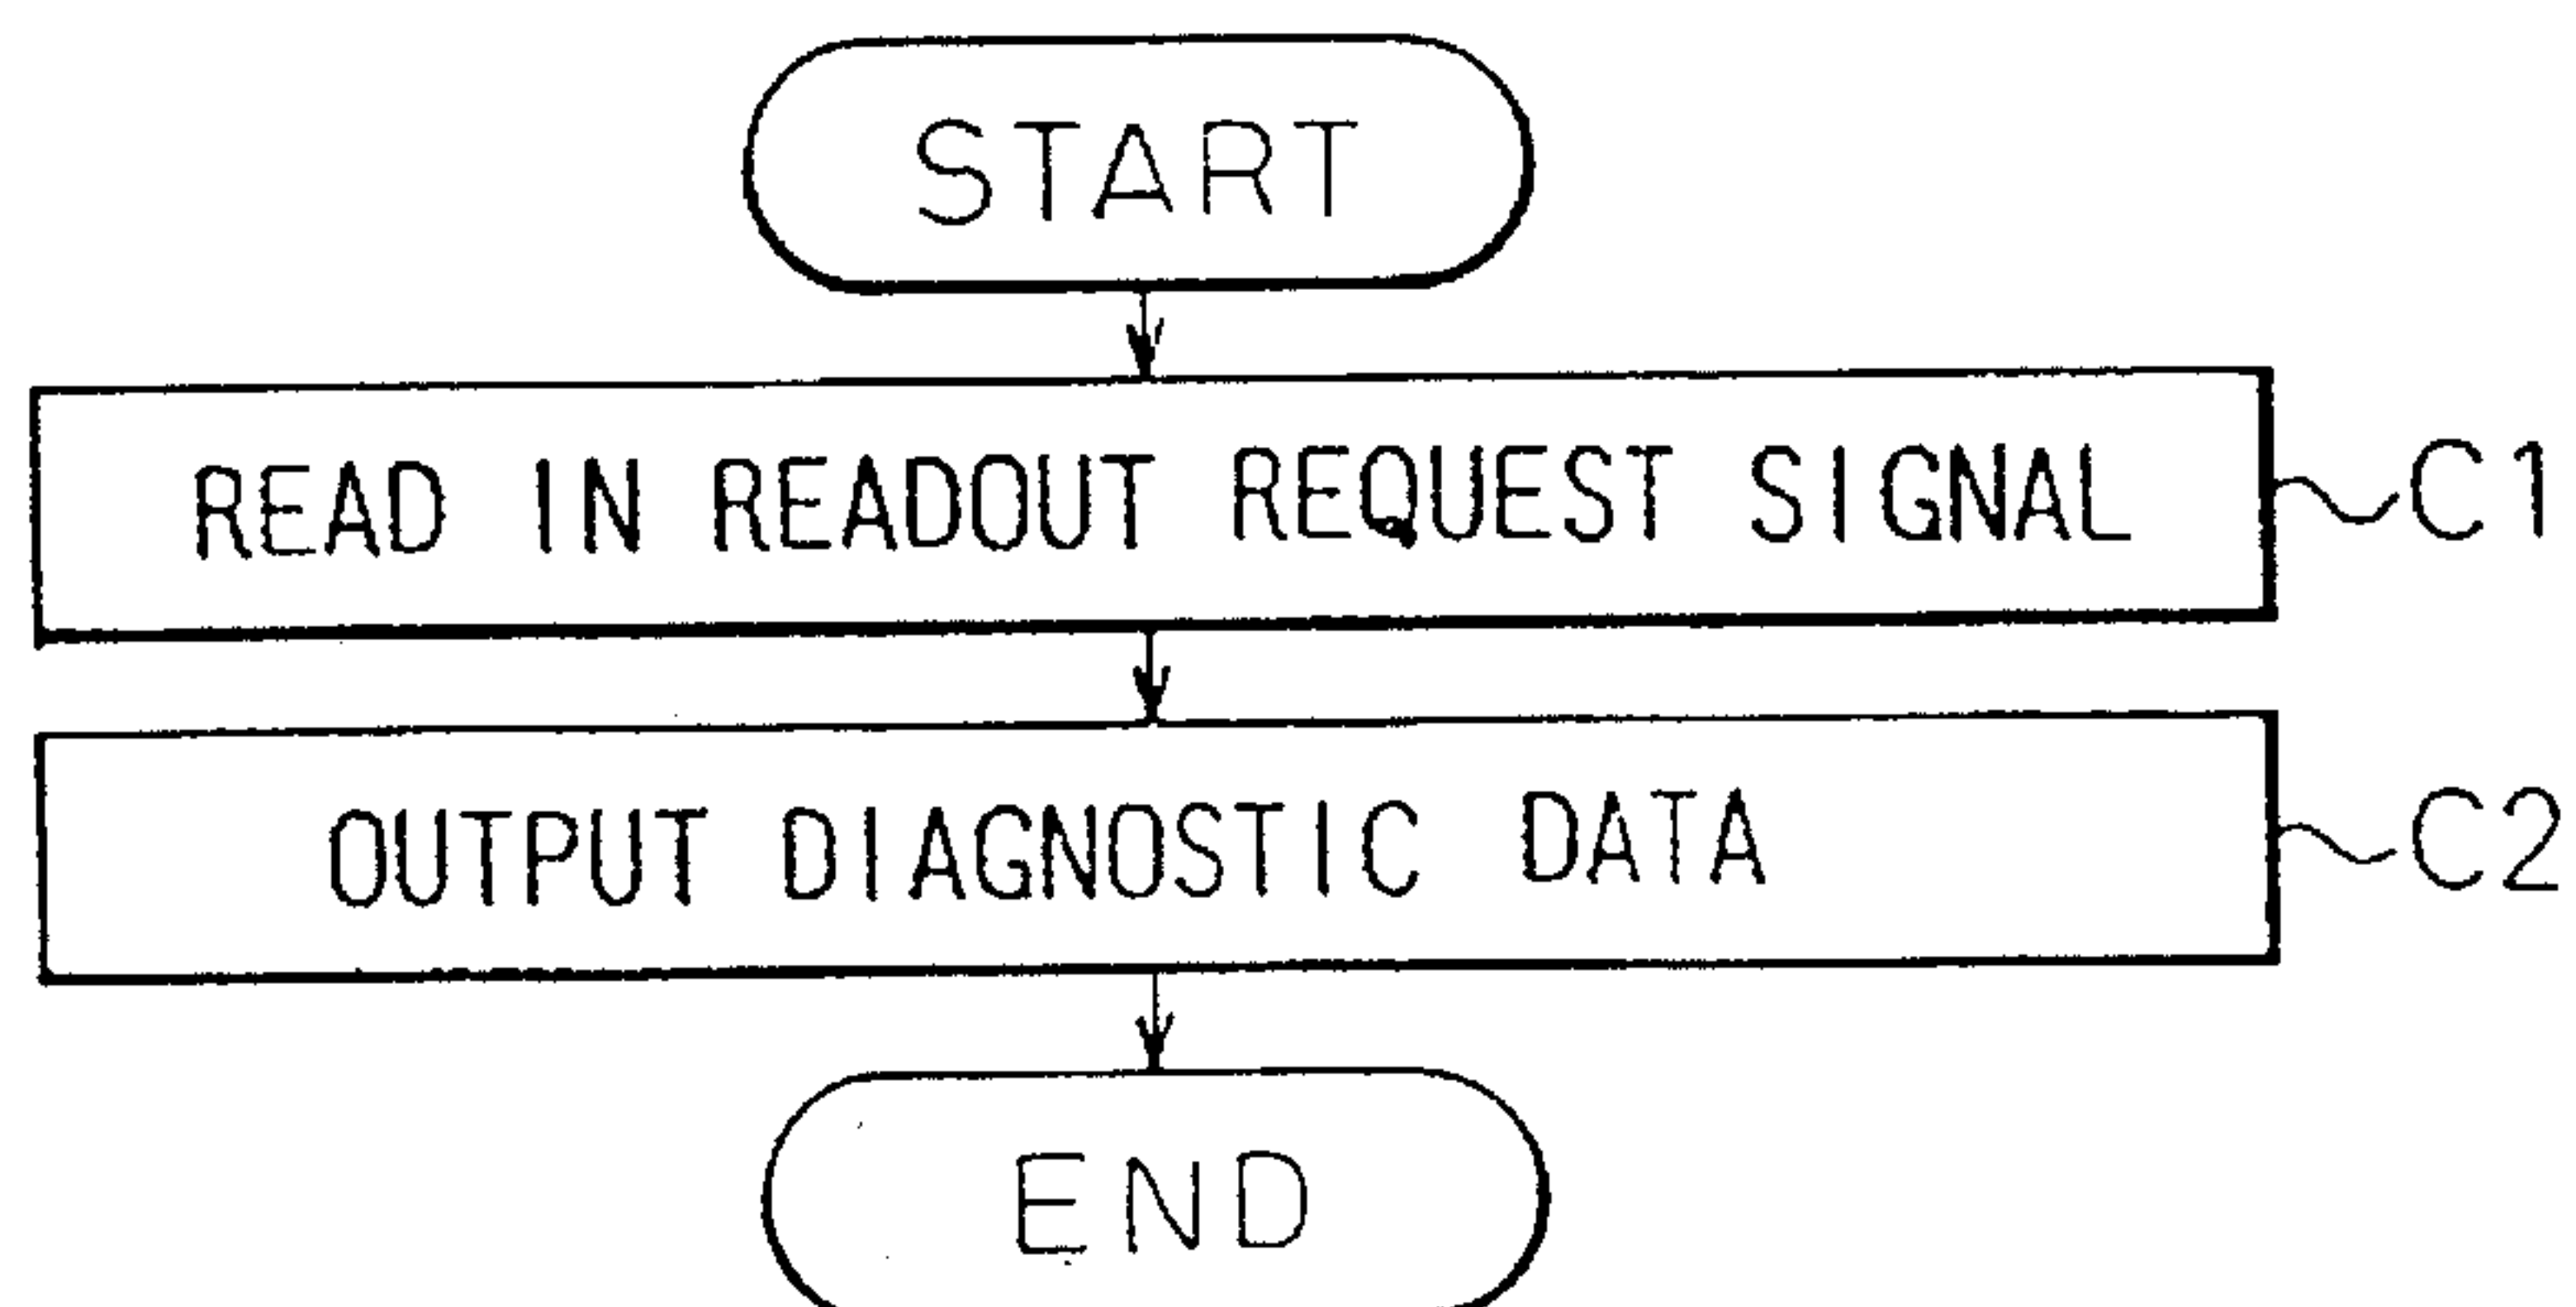 START
READ IN READOUT REQUEST SIGNAL
C1
OUTPUT DIAGNOSTIC DATA
C2
END